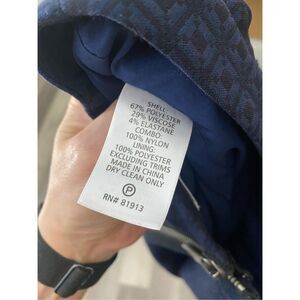 SHELL:
67% POLYESTER
29% VISCOSE
4% ELASTANE
COMBO:
100% NYLON
LINING:
100% POLYESTER
EXCLUDING TRIMS
MADE IN CHINA
DRY CLEAN ONLY
P
RN# 81913